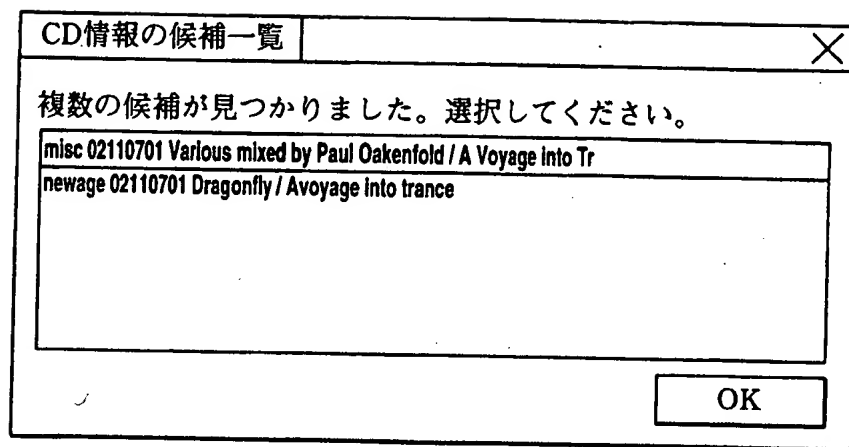 CD情報の候補一覧
複数の候補が見つかりました。選択してください。
misc 02110701 Various mixed by Paul Oakenfold / A Voyage into Tr
newage 02110701 Dragonfly / Avoyage into trance
OK